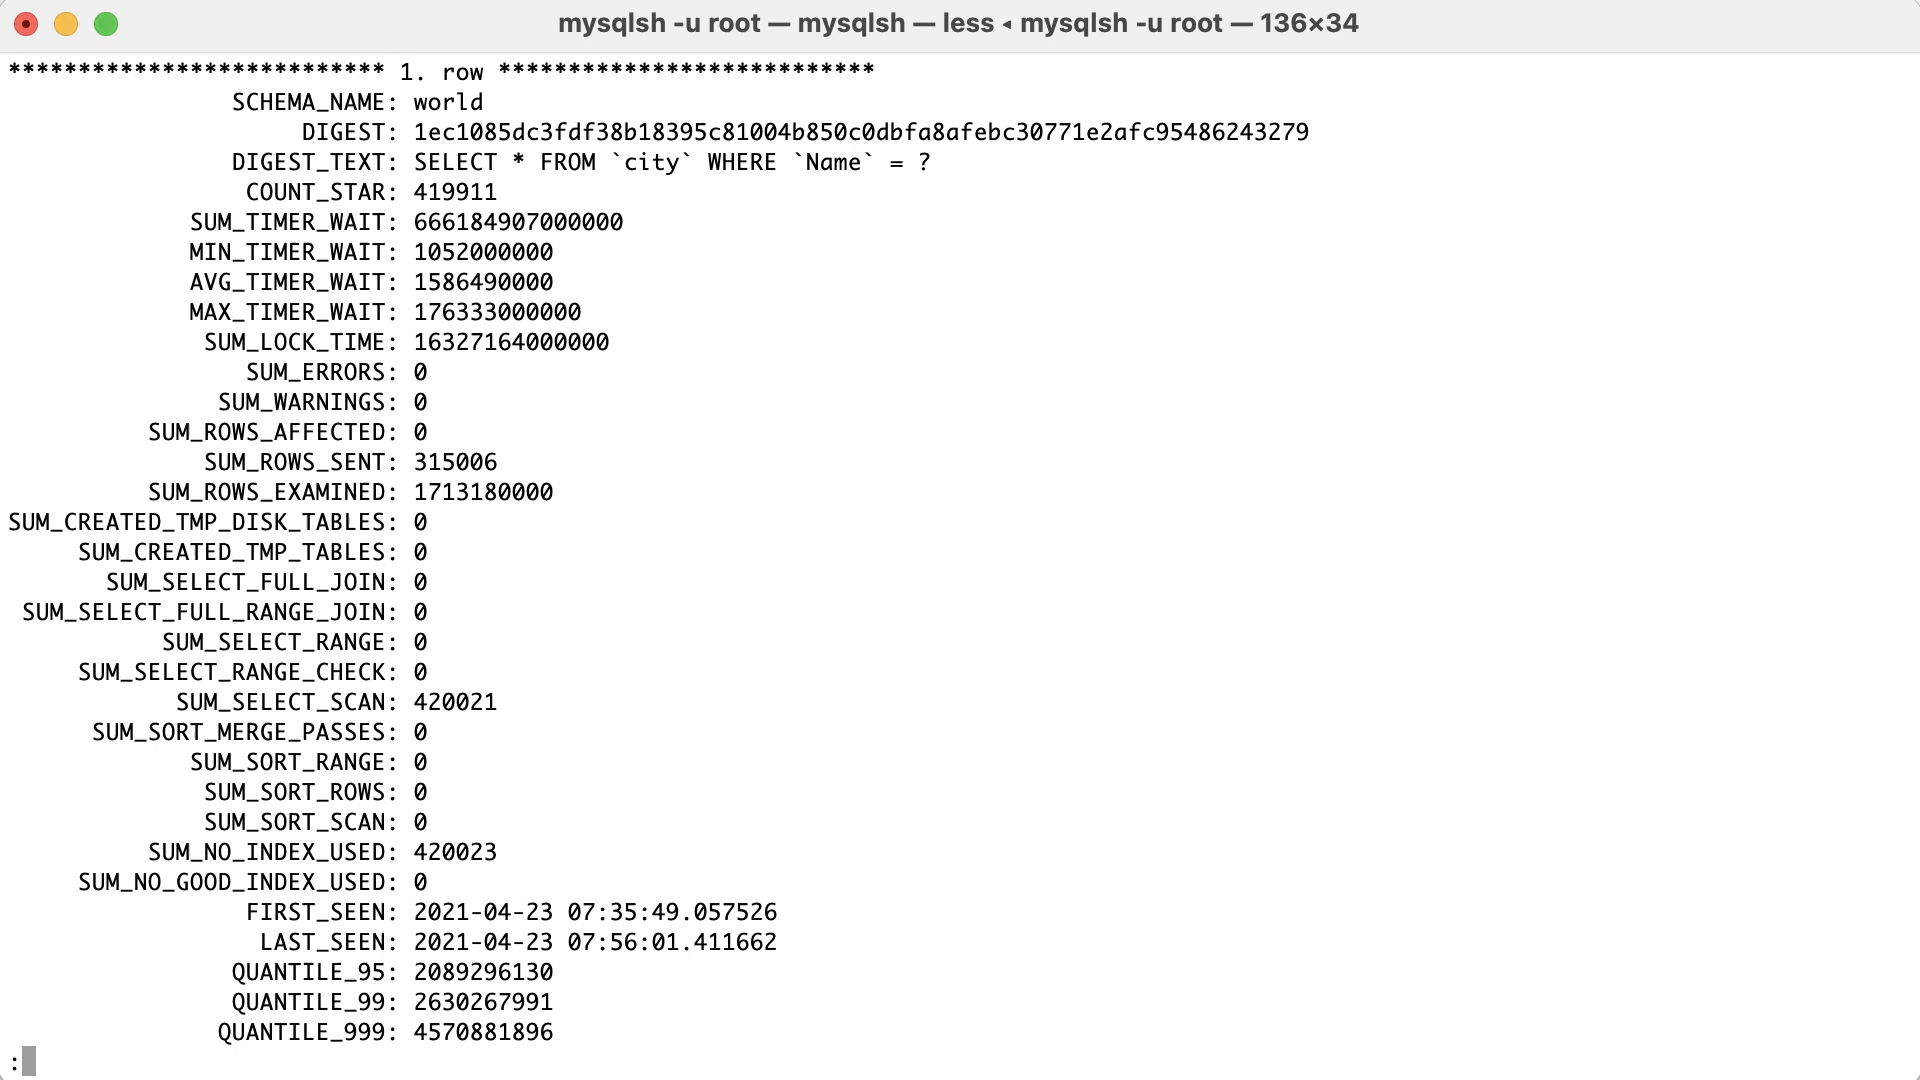 mysqlsh -u root — mysqlsh — less ◂ mysqlsh -u root — 136×34
*************************** 1. row ***************************
SCHEMA_NAME: world
DIGEST: 1ec1085dc3fdf38b18395c81004b850c0dbfa8afebc30771e2afc95486243279
DIGEST_TEXT: SELECT * FROM `city` WHERE `Name` = ?
COUNT_STAR: 419911
SUM_TIMER_WAIT: 666184907000000
MIN_TIMER_WAIT: 1052000000
AVG_TIMER_WAIT: 1586490000
MAX_TIMER_WAIT: 176333000000
SUM_LOCK_TIME: 16327164000000
SUM_ERRORS: 0
SUM_WARNINGS: 0
SUM_ROWS_AFFECTED: 0
SUM_ROWS_SENT: 315006
SUM_ROWS_EXAMINED: 1713180000
SUM_CREATED_TMP_DISK_TABLES: 0
SUM_CREATED_TMP_TABLES: 0
SUM_SELECT_FULL_JOIN: 0
SUM_SELECT_FULL_RANGE_JOIN: 0
SUM_SELECT_RANGE: 0
SUM_SELECT_RANGE_CHECK: 0
SUM_SELECT_SCAN: 420021
SUM_SORT_MERGE_PASSES: 0
SUM_SORT_RANGE: 0
SUM_SORT_ROWS: 0
SUM_SORT_SCAN: 0
SUM_NO_INDEX_USED: 420023
SUM_NO_GOOD_INDEX_USED: 0
FIRST_SEEN: 2021-04-23 07:35:49.057526
LAST_SEEN: 2021-04-23 07:56:01.411662
QUANTILE_95: 2089296130
QUANTILE_99: 2630267991
QUANTILE_999: 4570881896
: